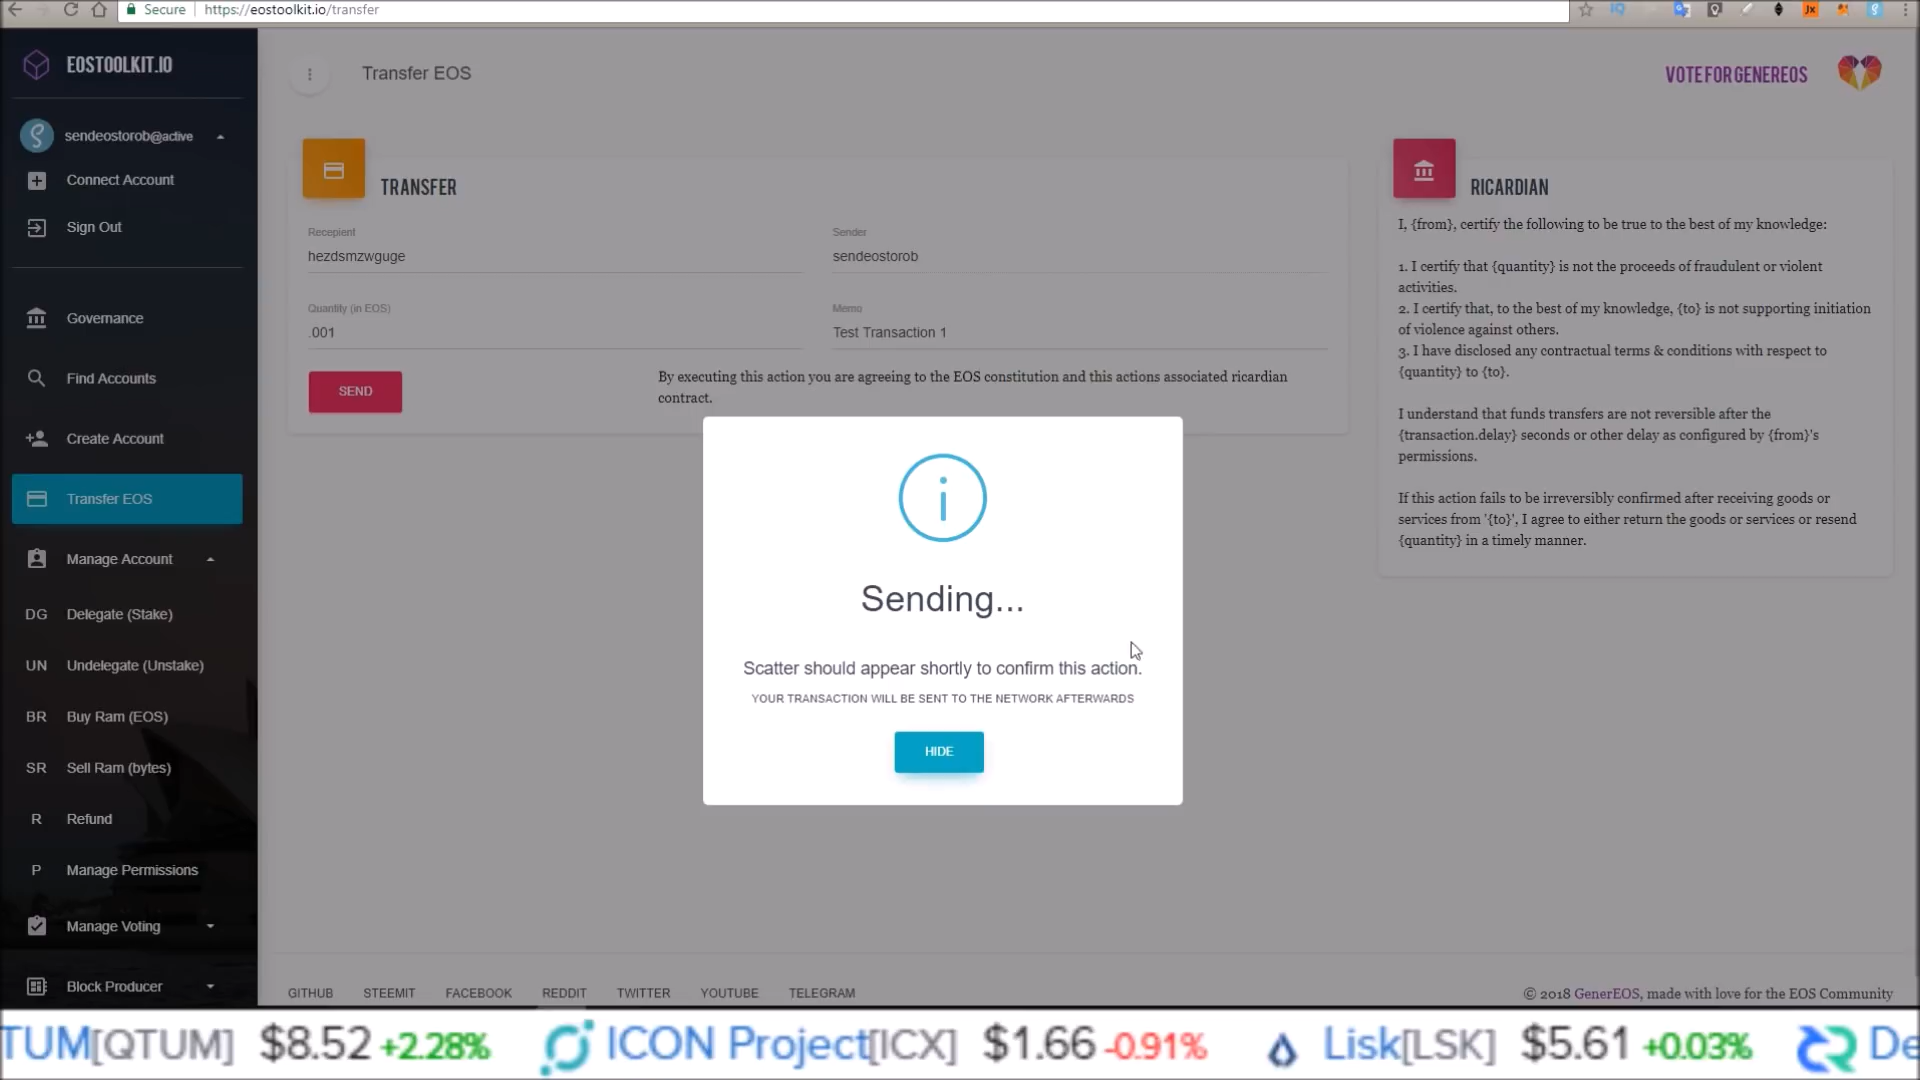 Secure
https://eostoolkit.io/transfer
EOSTOOLKIT.IO
sendeostorob@active
Connect Account
Sign Out
Governance
Find Accounts
Create Account
Transfer EOS
Manage Account
DG Delegate (Stake)
UN Undelegate (Unstake)
BR Buy Ram (EOS)
SR Sell Ram (bytes)
R Refund
P Manage Permissions
Manage Voting
Block Producer
Transfer EOS
VOTE FOR GENEREOS
TRANSFER
Recepient
hezdsmzwguge
Sender
sendeostorob
Quantity (in EOS)
.001
Memo
Test Transaction 1
SEND
By executing this action you are agreeing to the EOS constitution and this actions associated ricardian
contract.
RICARDIAN
I, {from}, certify the following to be true to the best of my knowledge:
1. I certify that {quantity} is not the proceeds of fraudulent or violent
activities.
2. I certify that, to the best of my knowledge, {to} is not supporting initiation
of violence against others.
3. I have disclosed any contractual terms & conditions with respect to
{quantity} to {to}.
I understand that funds transfers are not reversible after the
{transaction.delay} seconds or other delay as configured by {from}'s
permissions.
If this action fails to be irreversibly confirmed after receiving goods or
services from '{to}', I agree to either return the goods or services or resend
{quantity} in a timely manner.
Sending...
Scatter should appear shortly to confirm this action.
YOUR TRANSACTION WILL BE SENT TO THE NETWORK AFTERWARDS
HIDE
GITHUB STEEMIT FACEBOOK REDDIT TWITTER YOUTUBE TELEGRAM
© 2018 GenerEOS, made with love for the EOS Community
TUM[QTUM] $8.52 +2.28% ICON Project[ICX] $1.66 -0.91% Lisk[LSK] $5.61 +0.03% De